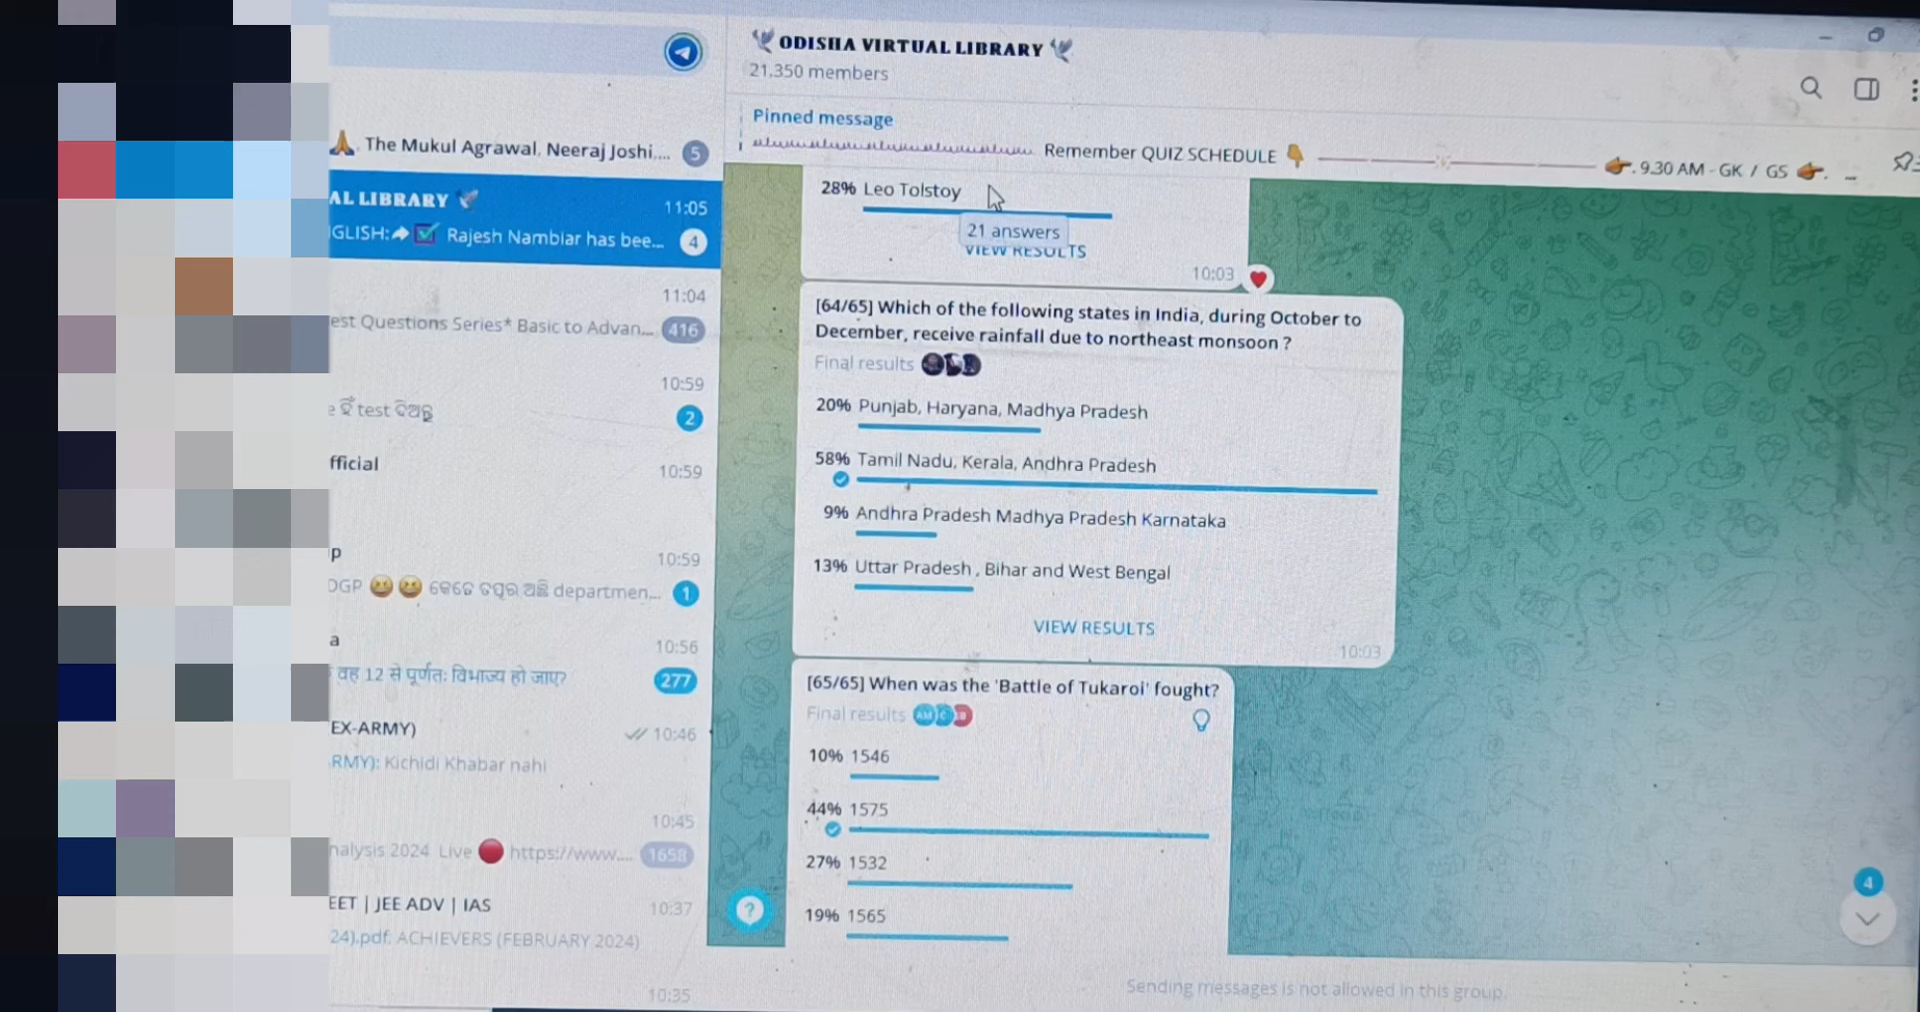 The Mukul Agrawal, Neeraj Joshi,... 5
AL LIBRARY 11:05
GLISH: Rajesh Nambiar has bee... 4
11:04
est Questions Series* Basic to Advan... 416
10:59
test ଦିଅନ୍ତୁ 2
fficial 10:59
p 10:59
DGP କେତେ ତତ୍ପର ଅଛି departmen... 1
a 10:56
वह 12 से पूर्णतः विभाज्य हो जाए? 277
EX-ARMY) 10:46
RMY): Kichidi Khabar nahi
10:45
nalysis 2024 Live https://www.... 1658
EET | JEE ADV | IAS 10:37
24).pdf, ACHIEVERS (FEBRUARY 2024)
10:35
ODISHA VIRTUAL LIBRARY
21,350 members
Pinned message
Remember QUIZ SCHEDULE 9.30 AM - GK / GS
28% Leo Tolstoy
21 answers
VIEW RESULTS
10:03
[64/65] Which of the following states in India, during October to
December, receive rainfall due to northeast monsoon ?
Final results
20% Punjab, Haryana, Madhya Pradesh
58% Tamil Nadu, Kerala, Andhra Pradesh
9% Andhra Pradesh Madhya Pradesh Karnataka
13% Uttar Pradesh , Bihar and West Bengal
VIEW RESULTS
10:03
[65/65] When was the 'Battle of Tukaroi' fought?
Final results
10% 1546
44% 1575
27% 1532
19% 1565
4
Sending messages is not allowed in this group.